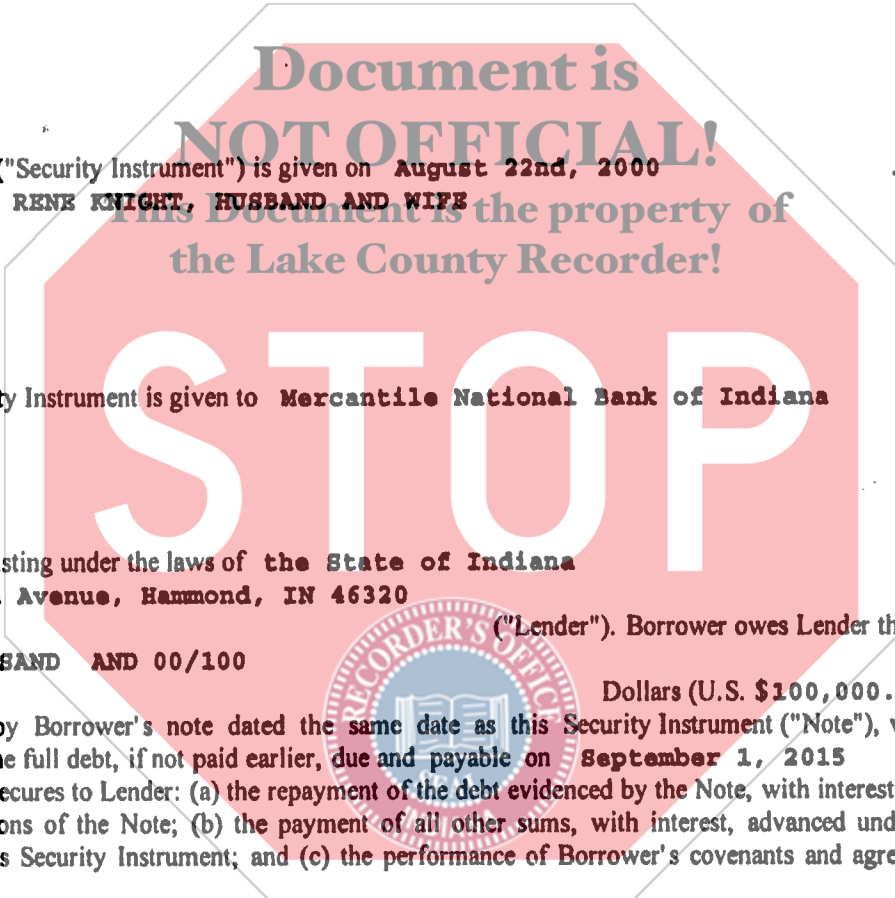 Document is
NOT OFFICIAL!
("Security Instrument") is given on August 22nd, 2000
RENE KNIGHT, HUSBAND AND WIFE
This Document is the property of
the Lake County Recorder!
STOP
ty Instrument is given to Mercantile National Bank of Indiana
sting under the laws of the State of Indiana
Avenue, Hammond, IN 46320
("Lender"). Borrower owes Lender th
SAND AND 00/100
RECORDER'S OFFICE
Dollars (U.S. $100,000.
by Borrower's note dated the same date as this Security Instrument ("Note"), w
e full debt, if not paid earlier, due and payable on September 1, 2015
SEAL
ecures to Lender: (a) the repayment of the debt evidenced by the Note, with interest
ons of the Note; (b) the payment of all other sums, with interest, advanced und
s Security Instrument; and (c) the performance of Borrower's covenants and agre